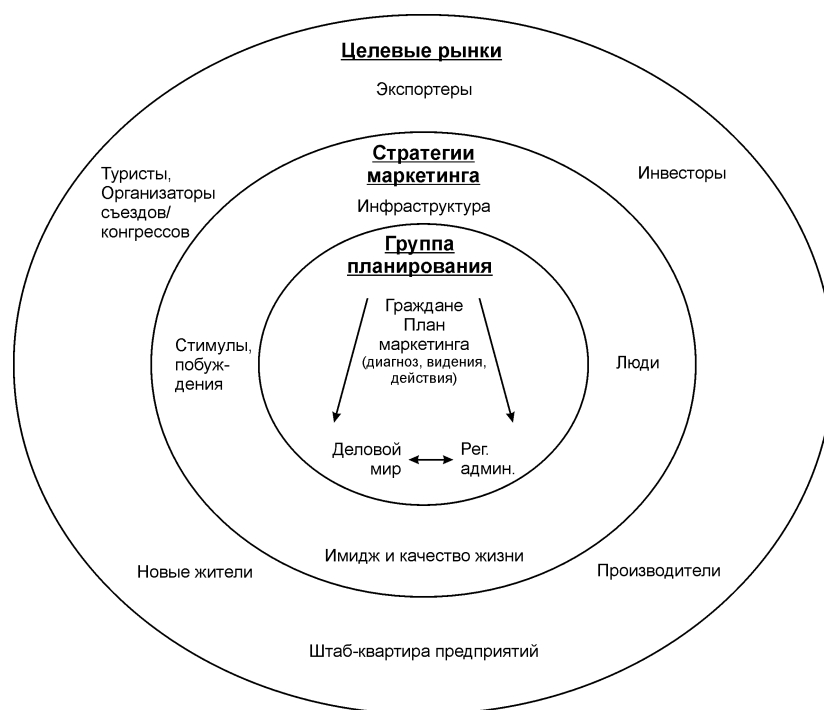 Целевые рынки
Экспортеры
Туристы,
Организаторы
съездов/
конгрессов
Инвесторы
Стратегии
маркетинга
Инфраструктура
Группа
планирования
Граждане
План
маркетинга
(диагноз, видения,
действия)
Стимулы,
побуж-
дения
Люди
Деловой
мир
Рег.
админ.
Имидж и качество жизни
Новые жители
Производители
Штаб-квартира предприятий